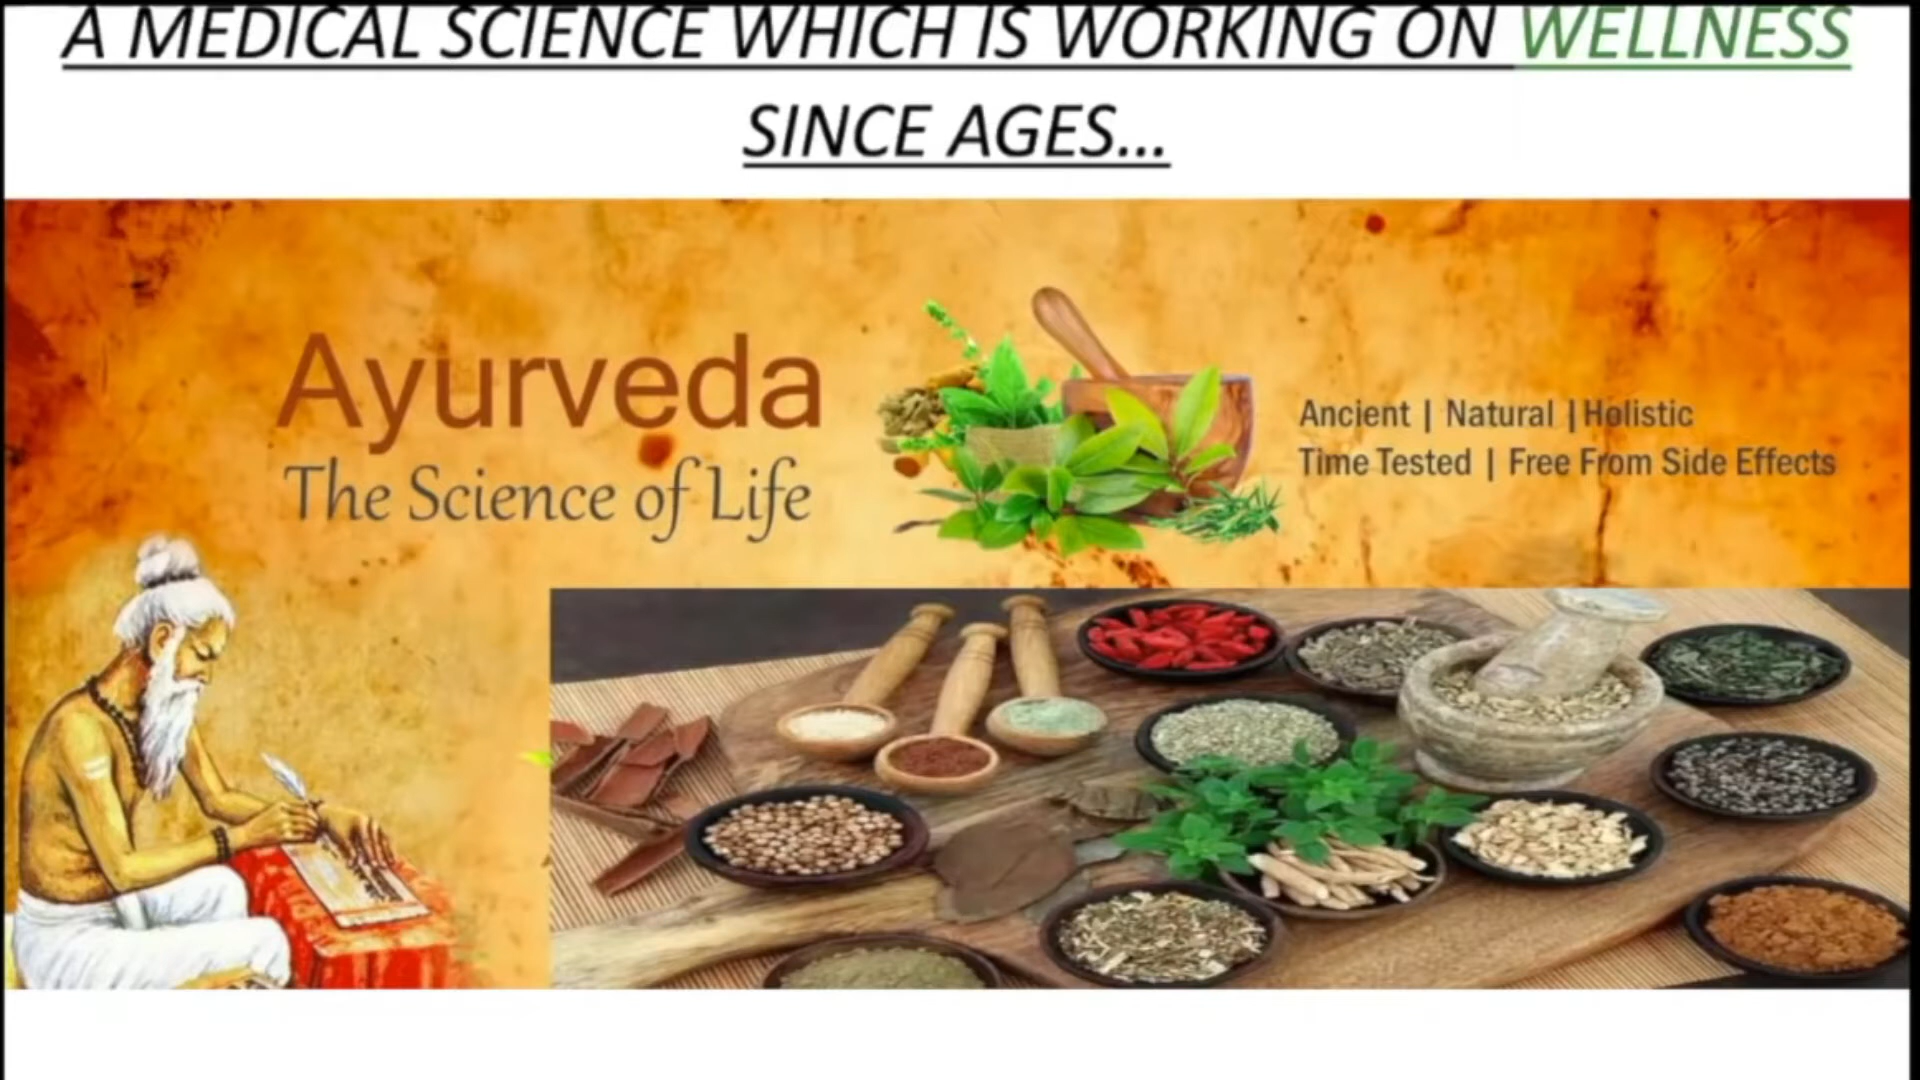 A MEDICAL SCIENCE WHICH IS WORKING ON WELLNESS
SINCE AGES...
Ayurveda
The Science of Life
Ancient | Natural | Holistic
Time Tested | Free From Side Effects